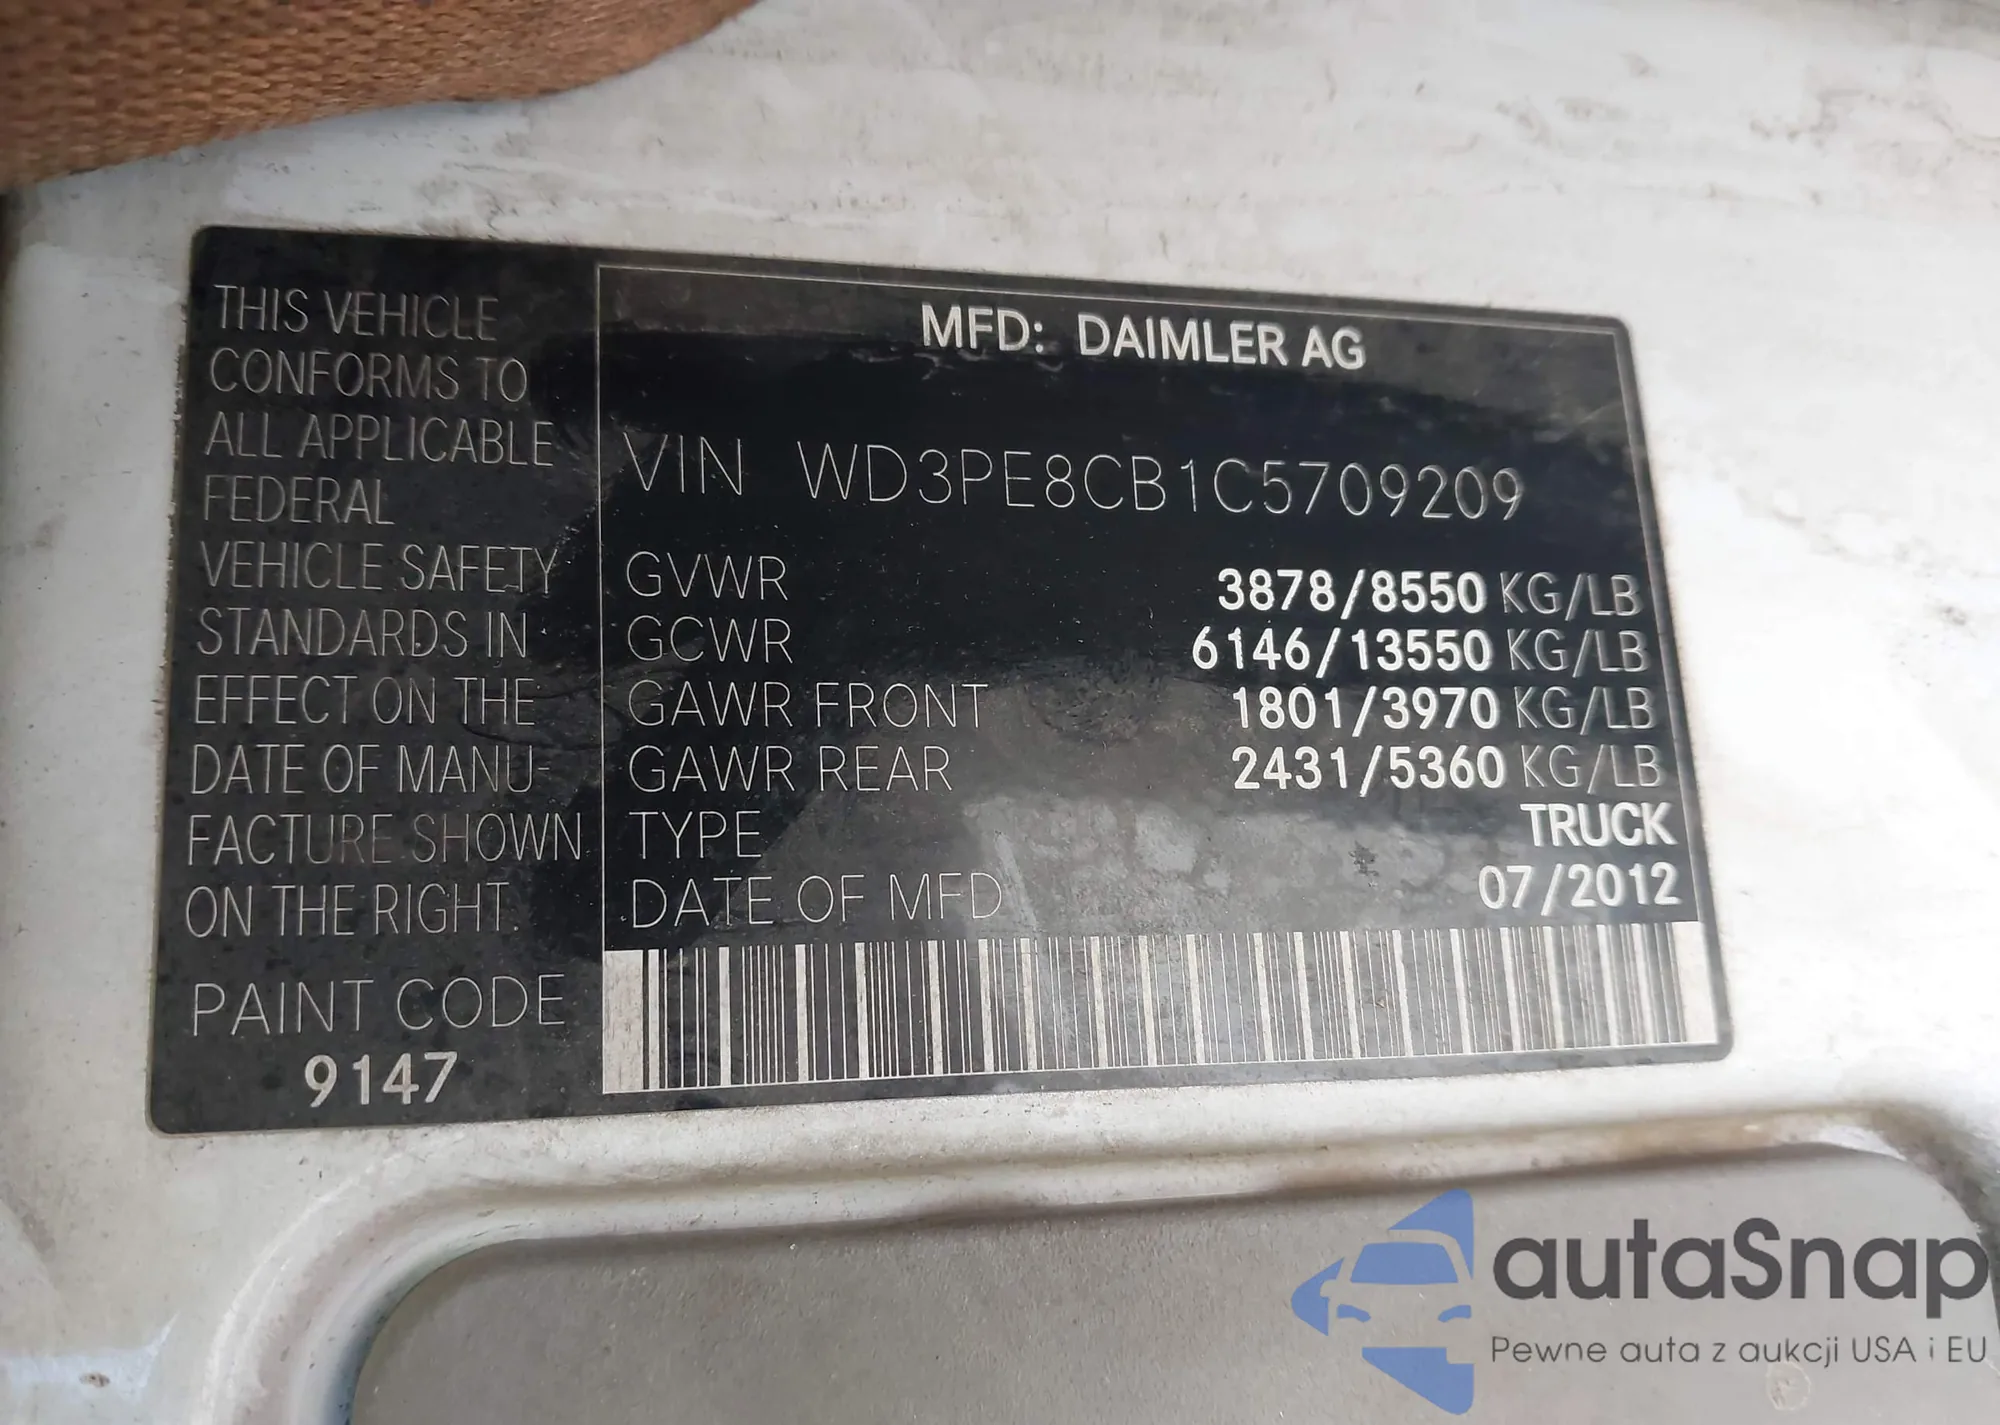 THIS VEHICLE
CONFORMS TO
ALL APPLICABLE
FEDERAL
VEHICLE SAFETY
STANDARDS IN
EFFECT ON THE
DATE OF MANU-
FACTURE SHOWN
ON THE RIGHT.
PAINT CODE
9147
MFD: DAIMLER AG
VIN WD3PE8CB1C5709209
GVWR 3878/8550 KG/LB
GCWR 6146/13550 KG/LB
GAWR FRONT 1801/3970 KG/LB
GAWR REAR 2431/5360 KG/LB
TYPE TRUCK
DATE OF MFD 07/2012
autaSnap
Pewne auta z aukcji USA i EU